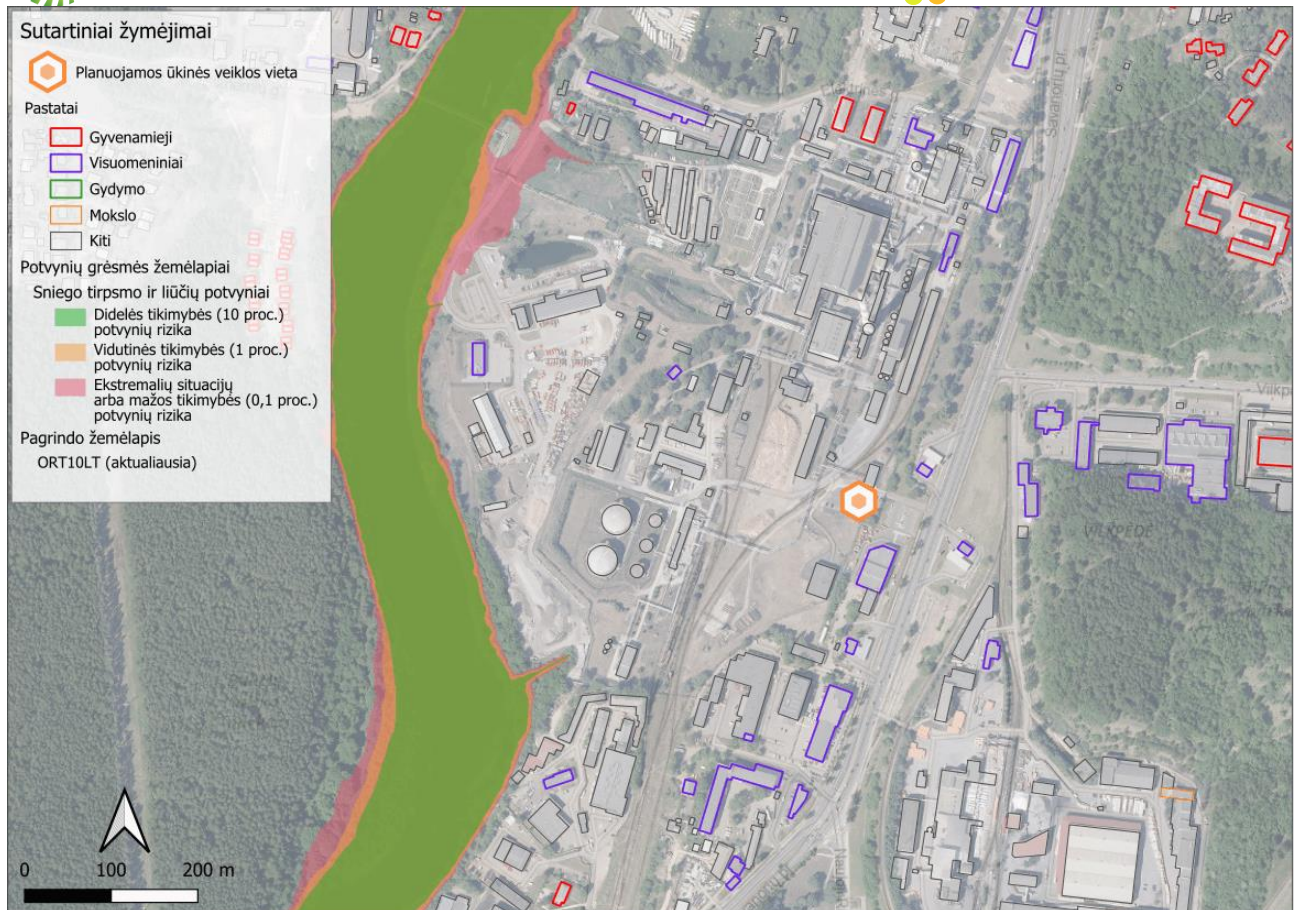 Sutartiniai žymėjimai
Planuojamos ūkinės veiklos vieta
Pastatai
Gyvenamieji
Visuomeniniai
Gydymo
Mokslo
Kiti
Potvynių grėsmės žemėlapiai
Sniego tirpsmo ir liūčių potvyniai
Didelės tikimybės (10 proc.)
potvynių rizika
Vidutinės tikimybės (1 proc.)
potvynių rizika
Ekstremalių situacijų
arba mažos tikimybės (0,1 proc.)
potvynių rizika
Pagrindo žemėlapis
ORT10LT (aktualiausia)
Savanorių pr.
Vilkp
VILKPĖDĖ
0 100 200 m